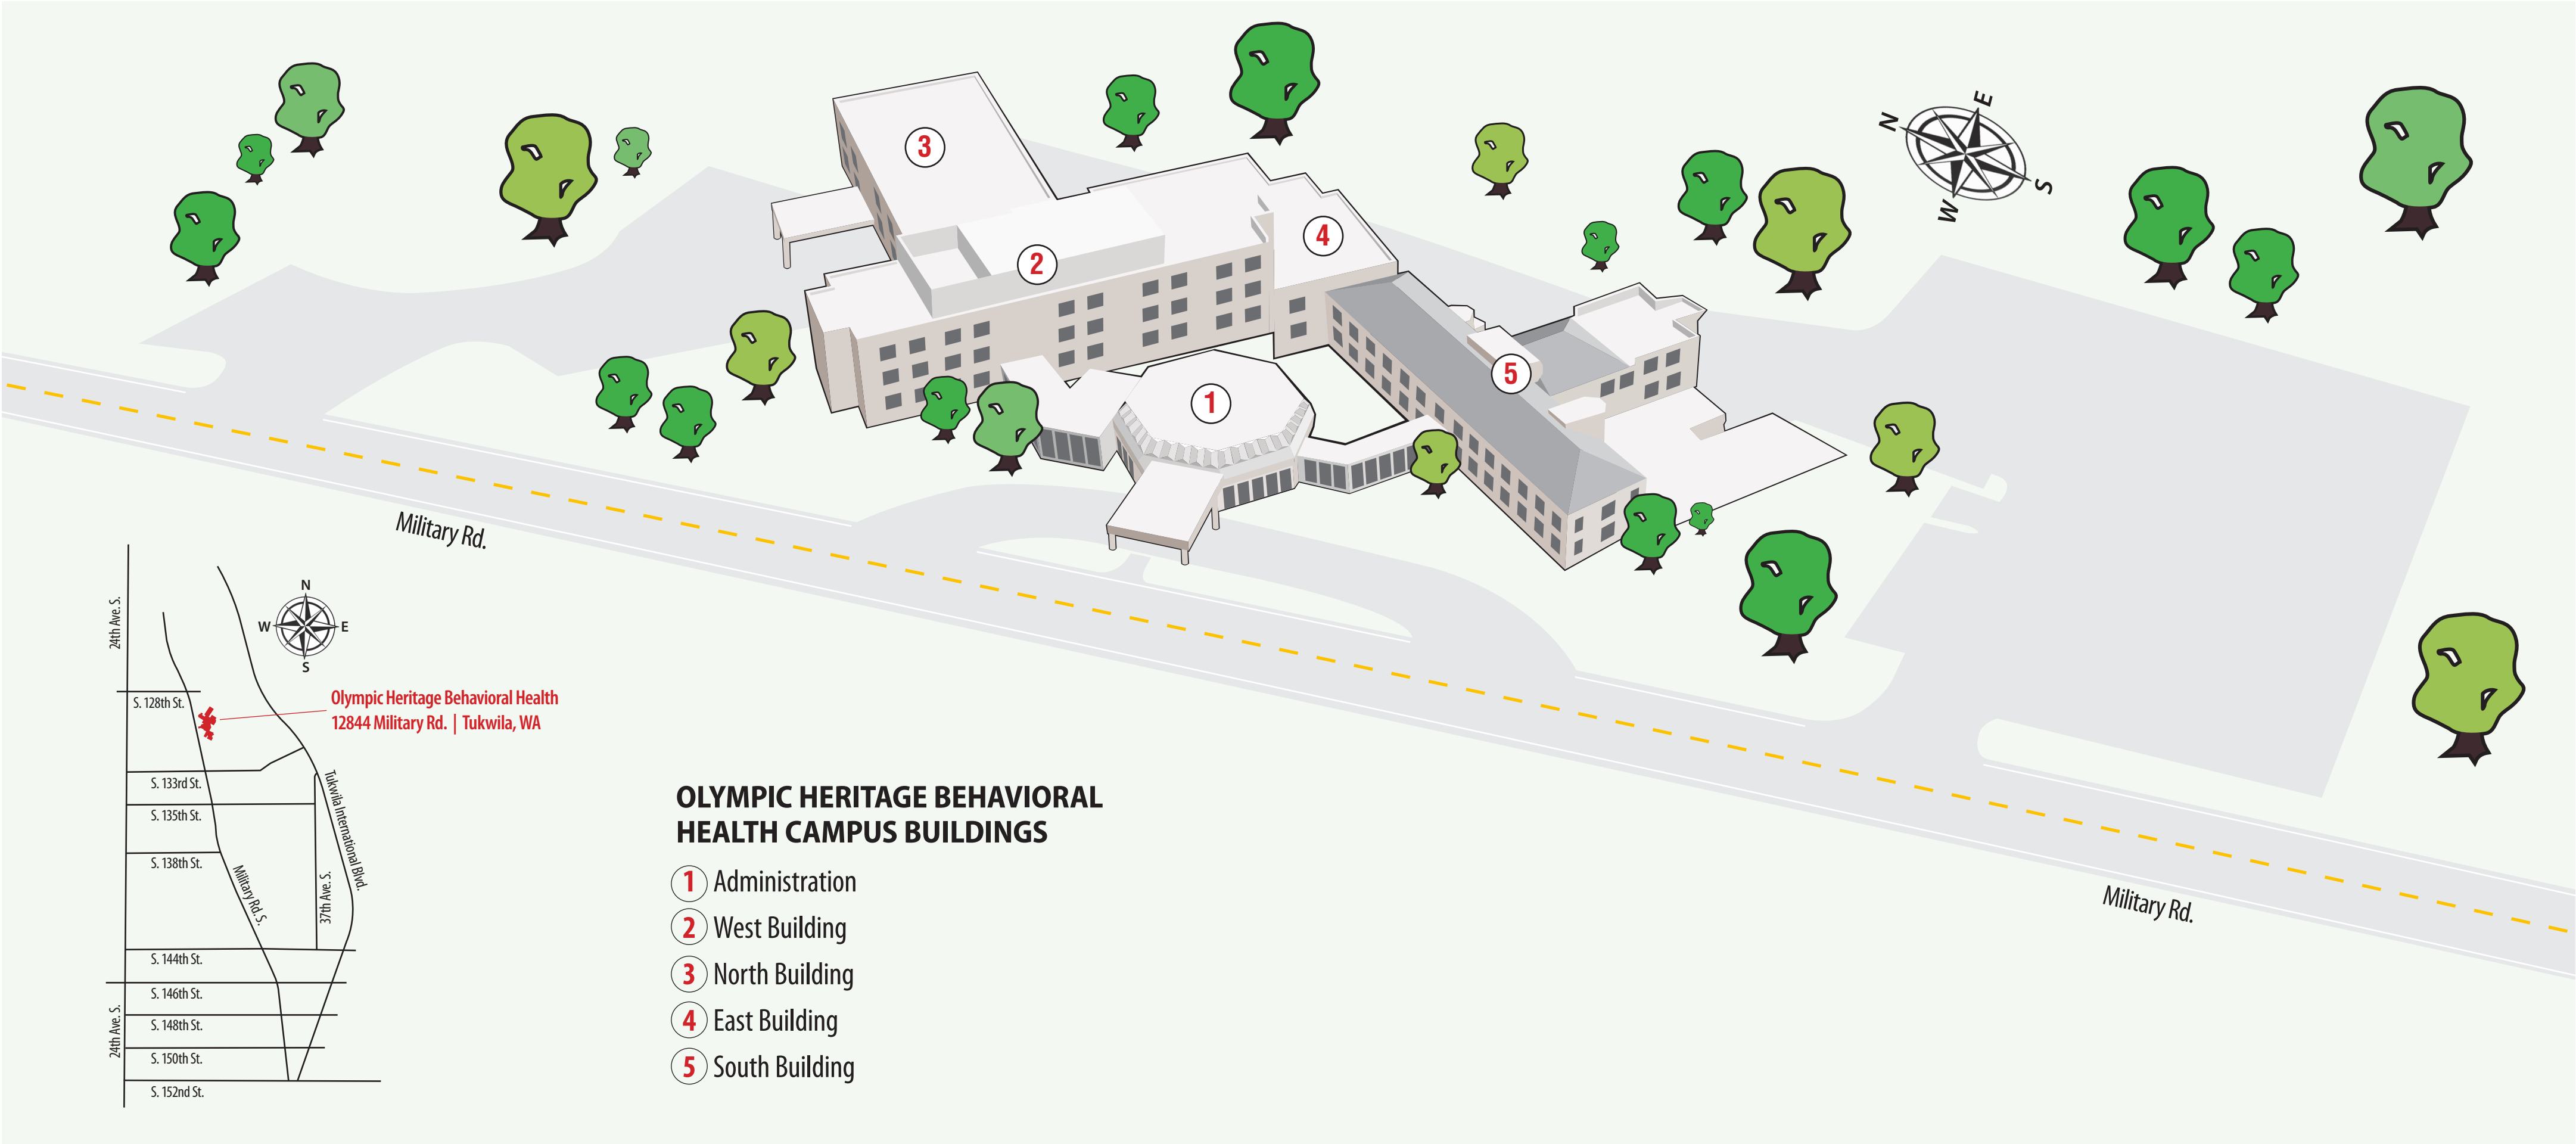 3
2
4
5
1
N
E
S
W
Military Rd.
Military Rd.
24th Ave. S.
N
W
E
S
S. 128th St.
Olympic Heritage Behavioral Health
12844 Military Rd. | Tukwila, WA
S. 133rd St.
S. 135th St.
S. 138th St.
Military Rd. S.
37th Ave. S.
Tukwila International Blvd.
S. 144th St.
S. 146th St.
24th Ave. S.
S. 148th St.
S. 150th St.
S. 152nd St.
OLYMPIC HERITAGE BEHAVIORAL
HEALTH CAMPUS BUILDINGS
1 Administration
2 West Building
3 North Building
4 East Building
5 South Building